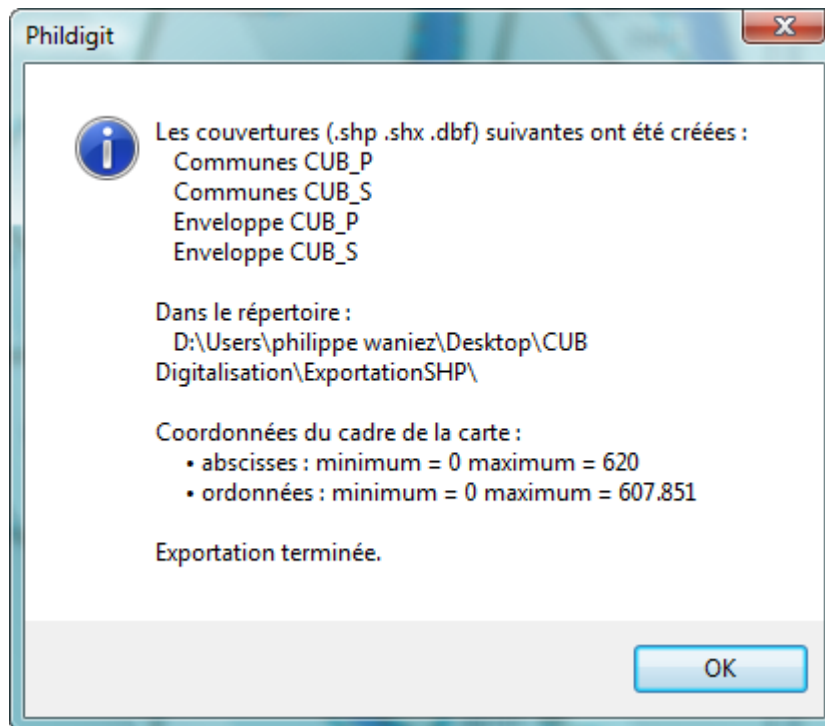 Phildigit
Les couvertures (.shp .shx .dbf) suivantes ont été créées :
Communes CUB_P
Communes CUB_S
Enveloppe CUB_P
Enveloppe CUB_S
Dans le répertoire :
D:\Users\philippe waniez\Desktop\CUB
Digitalisation\ExportationSHP\
Coordonnées du cadre de la carte :
• abscisses : minimum = 0 maximum = 620
• ordonnées : minimum = 0 maximum = 607.851
Exportation terminée.
OK